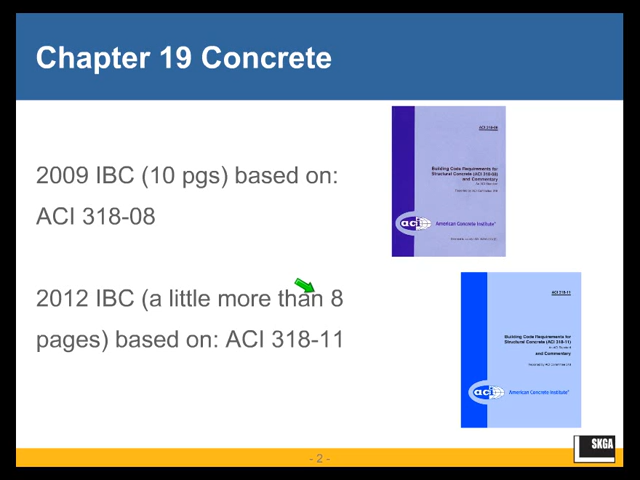 Chapter 19 Concrete
2009 IBC (10 pgs) based on:
ACI 318-08
2012 IBC (a little more than 8
pages) based on: ACI 318-11
ACI 318-08
Building Code Requirements for
Structural Concrete (ACI 318-08)
and Commentary
aci
American Concrete Institute®
ACI 318-11
Building Code Requirements for
Structural Concrete (ACI 318-11)
and Commentary
aci
American Concrete Institute®
SKGA
- 2 -